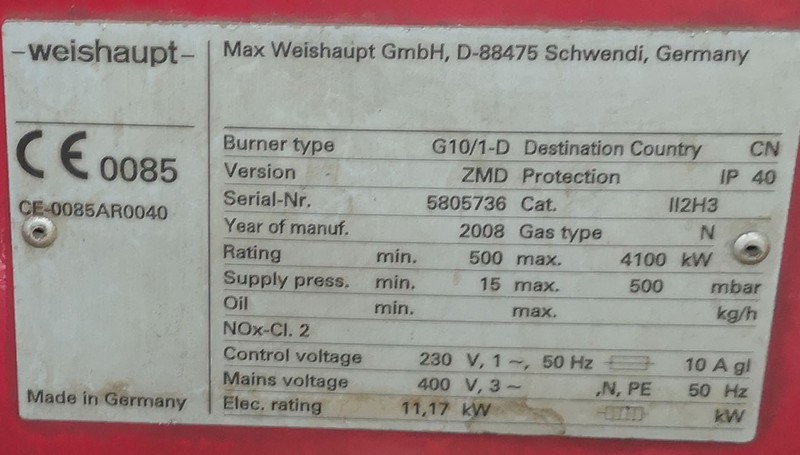 -weishaupt-
Max Weishaupt GmbH, D-88475 Schwendi, Germany
CE 0085
CE-0085AR0040
Made in Germany
Burner type G10/1-D Destination Country CN
Version ZMD Protection IP 40
Serial-Nr. 5805736 Cat. II2H3
Year of manuf. 2008 Gas type N
Rating min. 500 max. 4100 kW
Supply press. min. 15 max. 500 mbar
Oil min. max. kg/h
NOx-Cl. 2
Control voltage 230 V, 1 ~, 50 Hz 10 A gl
Mains voltage 400 V, 3 ~ ,N, PE 50 Hz
Elec. rating 11,17 kW kW